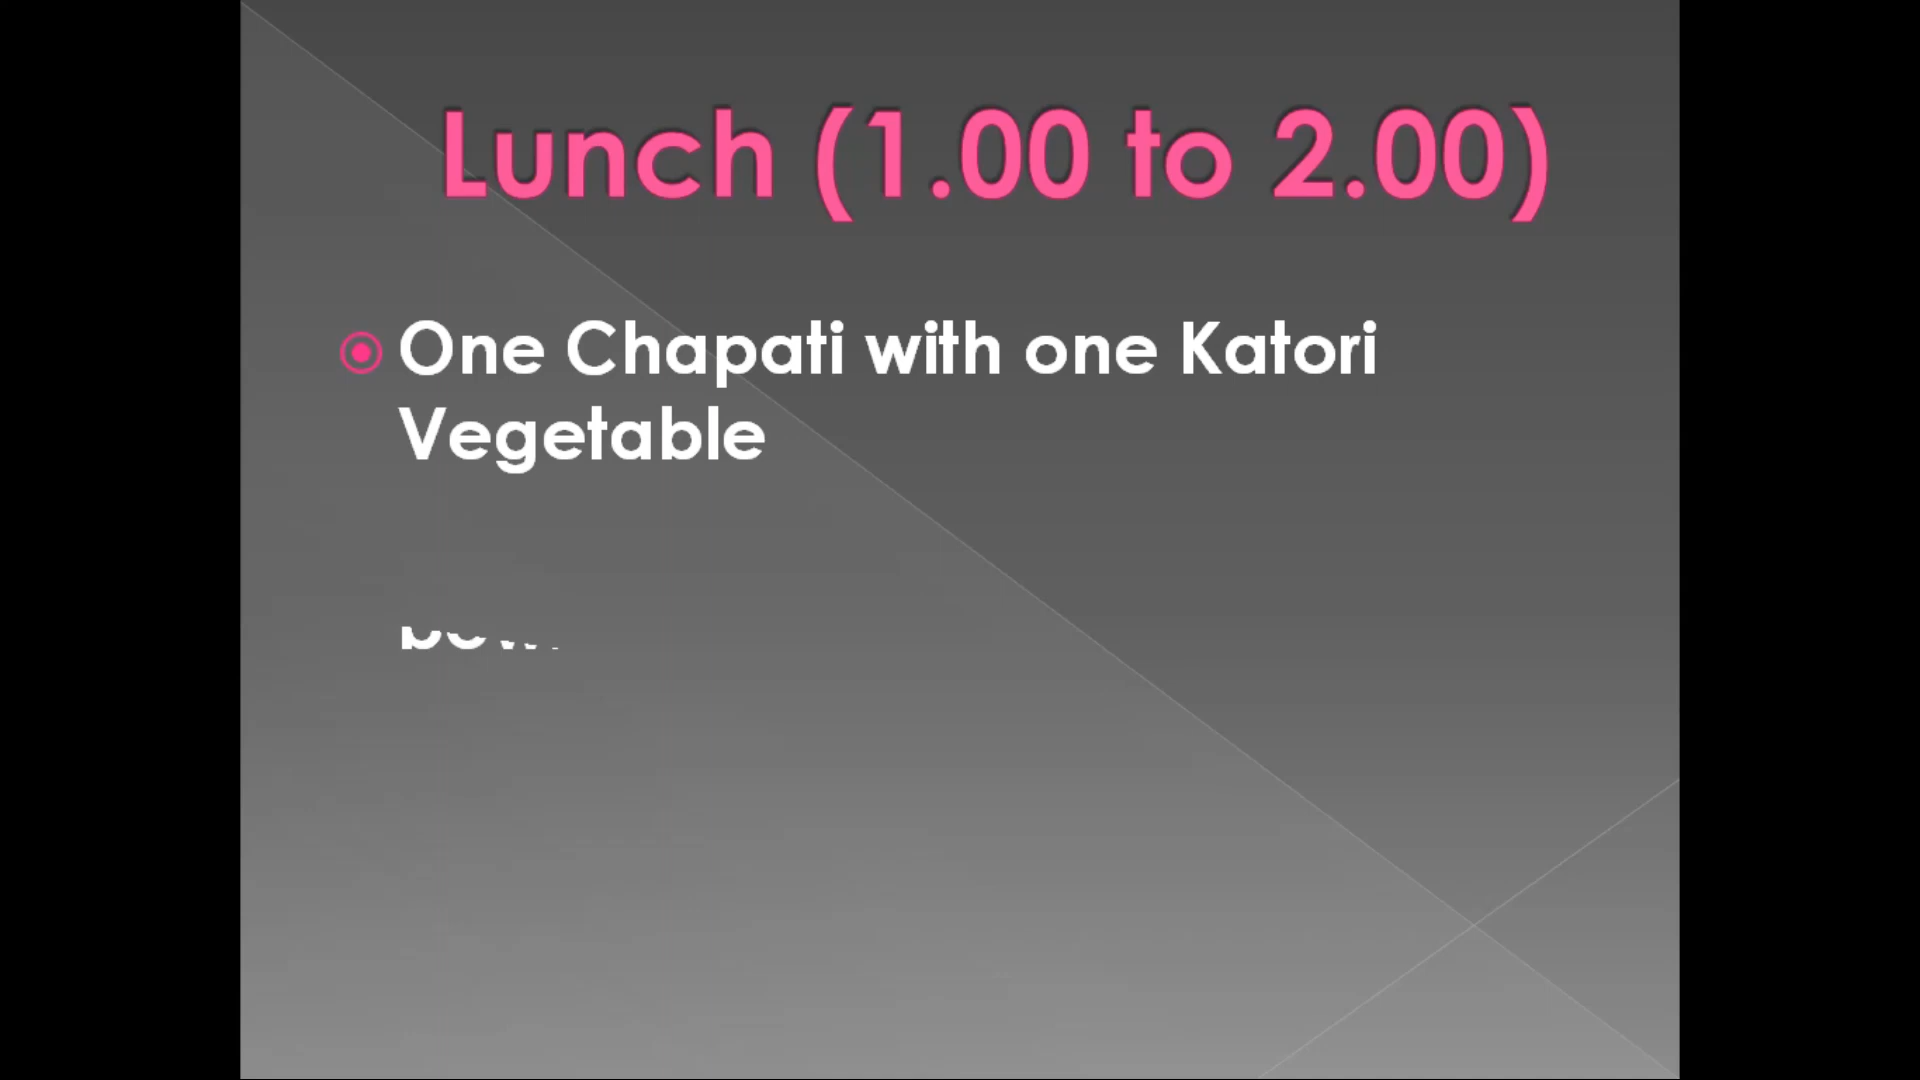 Lunch (1.00 to 2.00)
One Chapati with one Katori
Vegetable